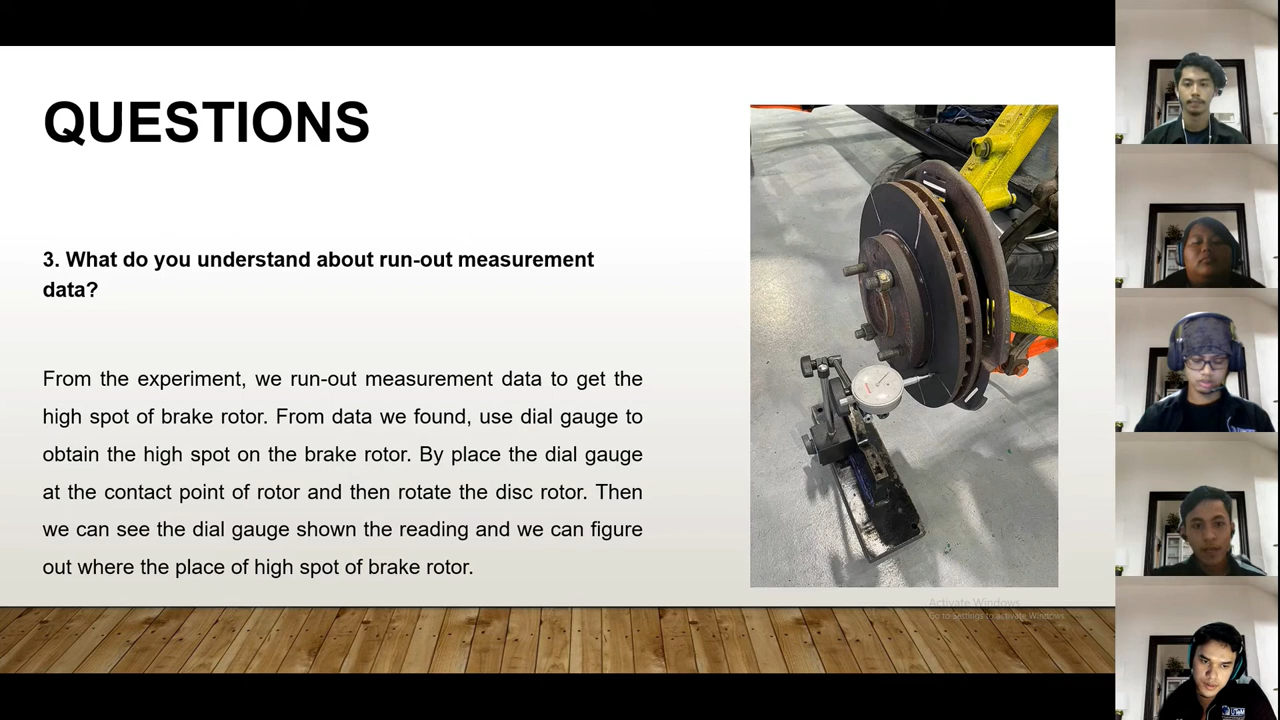 QUESTIONS
3. What do you understand about run-out measurement
data?
From the experiment, we run-out measurement data to get the
high spot of brake rotor. From data we found, use dial gauge to
obtain the high spot on the brake rotor. By place the dial gauge
at the contact point of rotor and then rotate the disc rotor. Then
we can see the dial gauge shown the reading and we can figure
out where the place of high spot of brake rotor.
Activate Windows
Go to Settings to activate Windows.